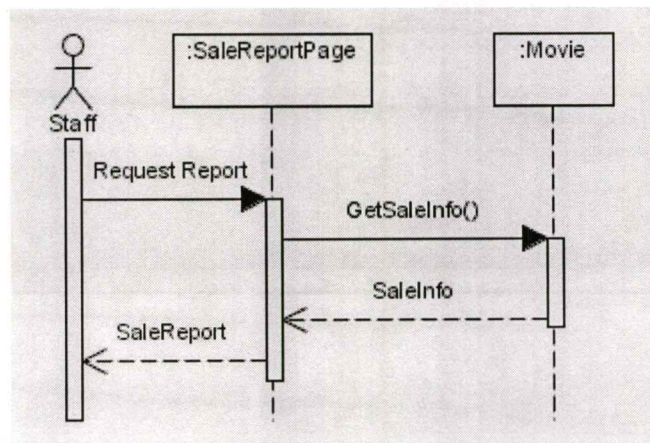 :SaleReportPage
:Movie
Staff
Request Report
GetSaleInfo()
SaleInfo
SaleReport